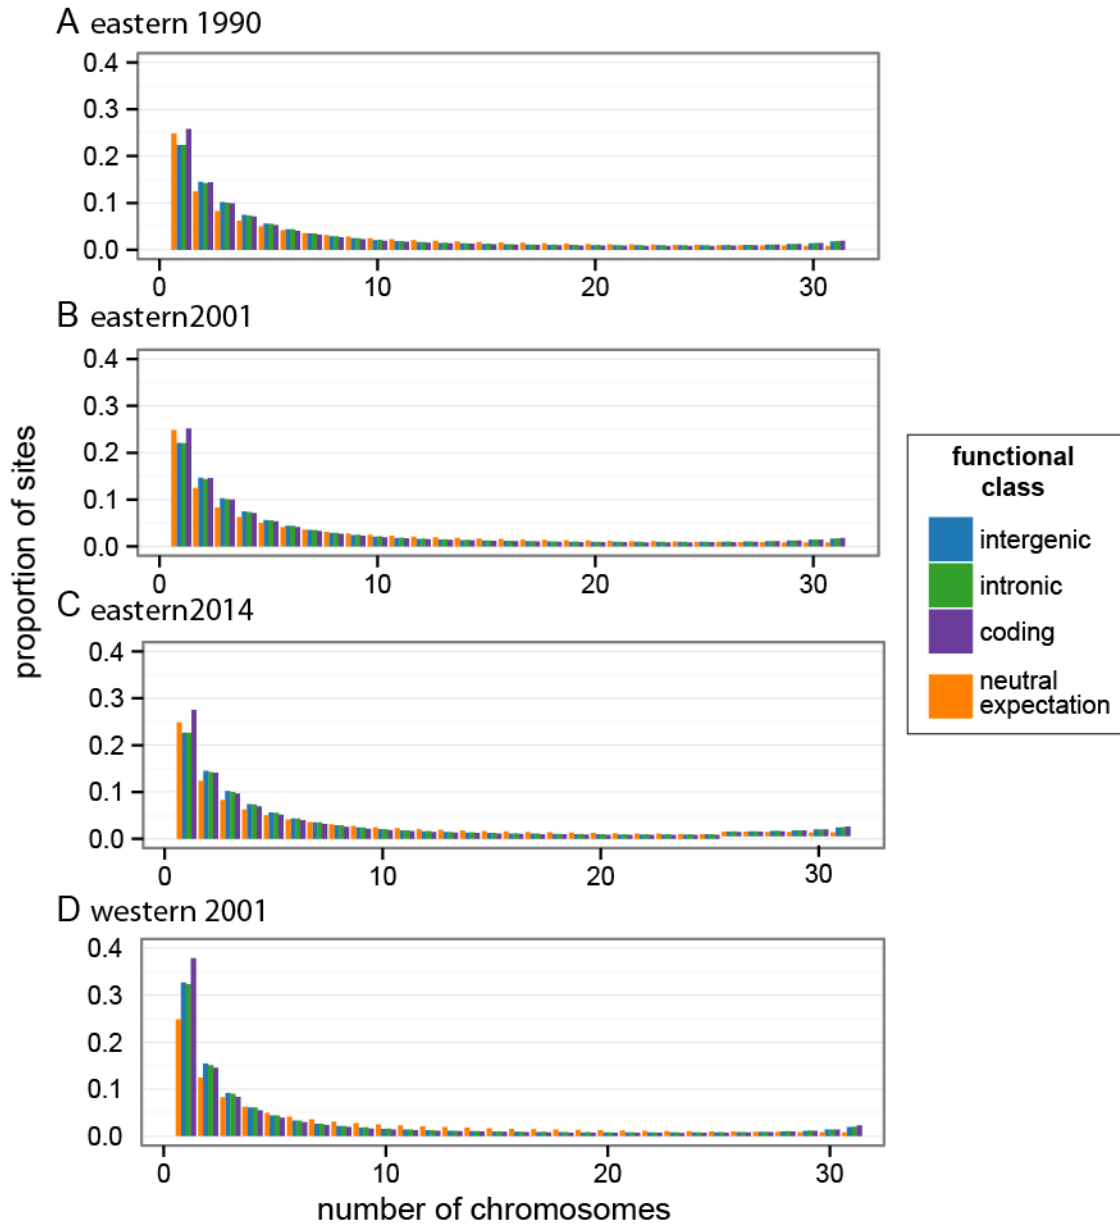 A eastern 1990
0.4
0.3
0.2
0.1
0.0
0 10 20 30
B eastern2001
0.4
0.3
0.2
0.1
0.0
0 10 20 30
C eastern2014
0.4
0.3
0.2
0.1
0.0
0 10 20 30
D western 2001
0.4
0.3
0.2
0.1
0.0
0 10 20 30
number of chromosomes
proportion of sites
functional
class
intergenic
intronic
coding
neutral
expectation